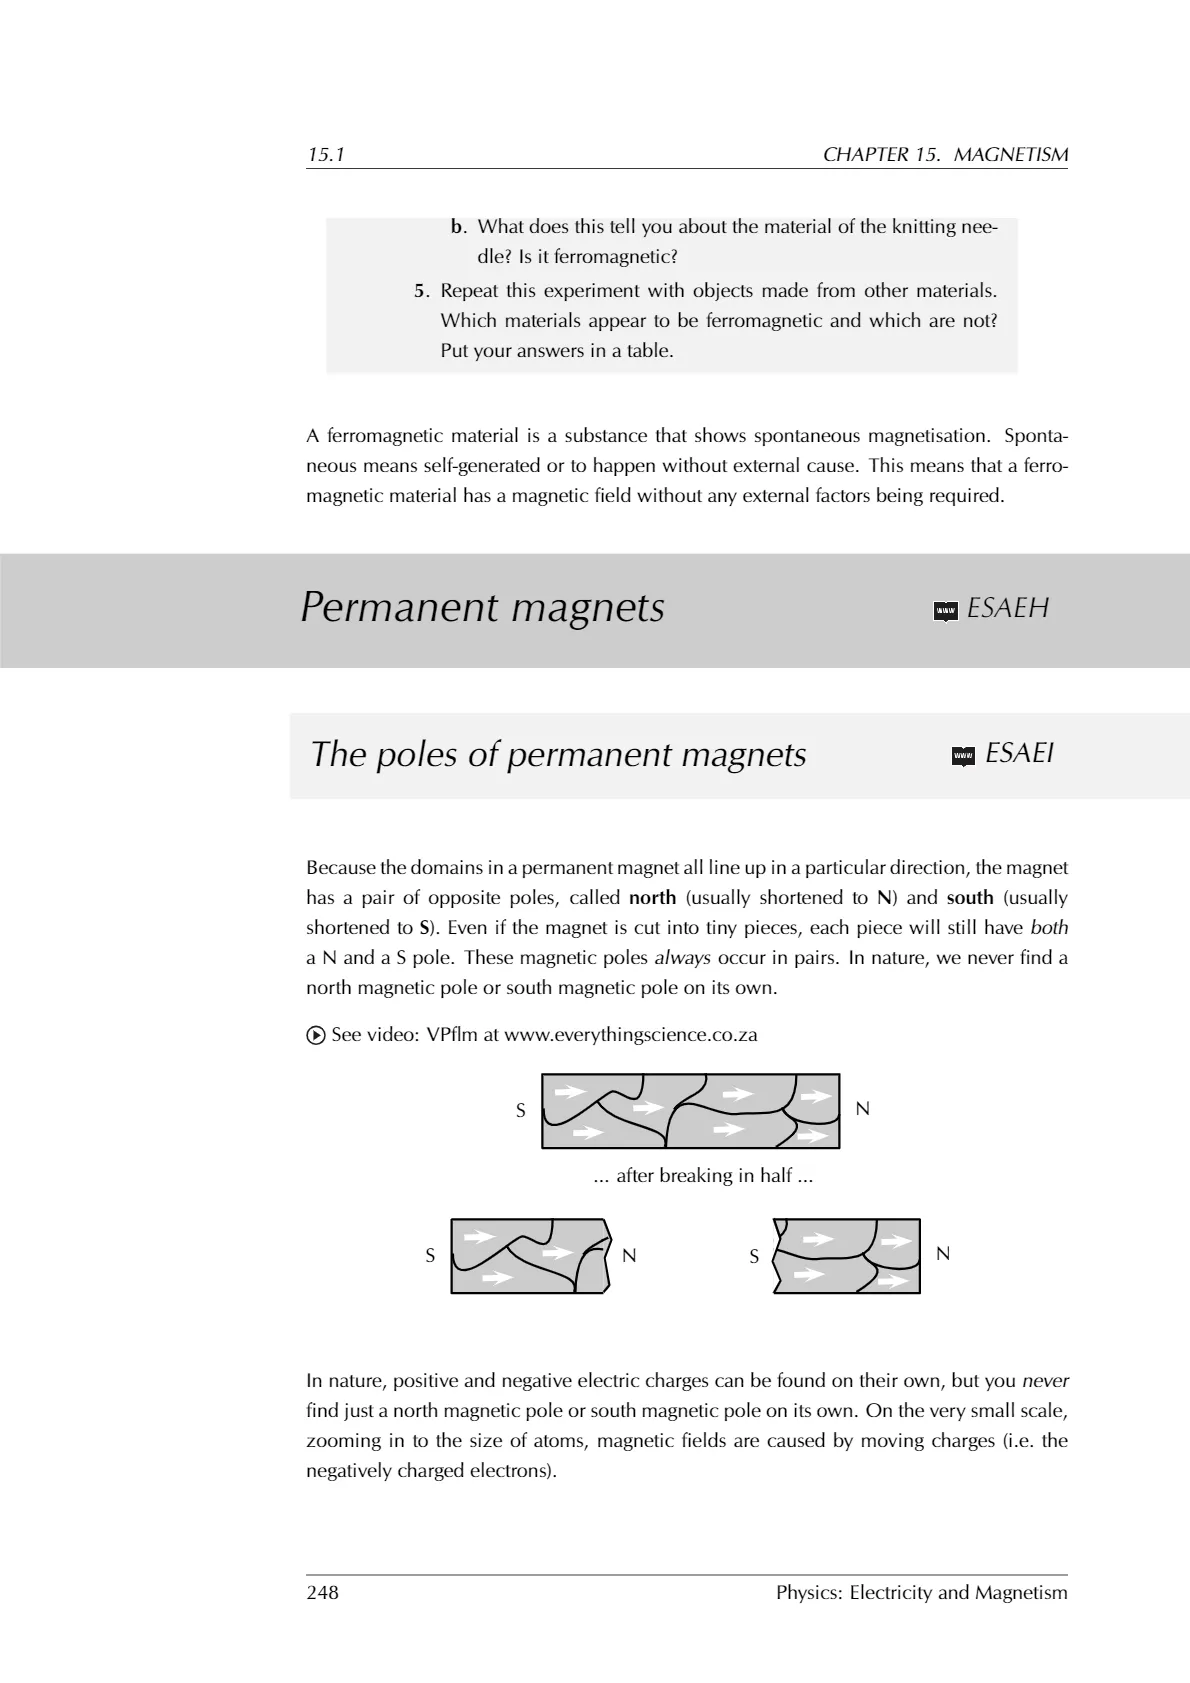 15.1 CHAPTER 15. MAGNETISM
b. What does this tell you about the material of the knitting nee-
dle? Is it ferromagnetic?
5. Repeat this experiment with objects made from other materials.
Which materials appear to be ferromagnetic and which are not?
Put your answers in a table.
A ferromagnetic material is a substance that shows spontaneous magnetisation. Sponta-
neous means self-generated or to happen without external cause. This means that a ferro-
magnetic material has a magnetic field without any external factors being required.
Permanent magnets www ESAEH
The poles of permanent magnets www ESAEI
Because the domains in a permanent magnet all line up in a particular direction, the magnet
has a pair of opposite poles, called north (usually shortened to N) and south (usually
shortened to S). Even if the magnet is cut into tiny pieces, each piece will still have both
a N and a S pole. These magnetic poles always occur in pairs. In nature, we never find a
north magnetic pole or south magnetic pole on its own.
See video: VPflm at www.everythingscience.co.za
S N
... after breaking in half ...
S N S N
In nature, positive and negative electric charges can be found on their own, but you never
find just a north magnetic pole or south magnetic pole on its own. On the very small scale,
zooming in to the size of atoms, magnetic fields are caused by moving charges (i.e. the
negatively charged electrons).
248 Physics: Electricity and Magnetism